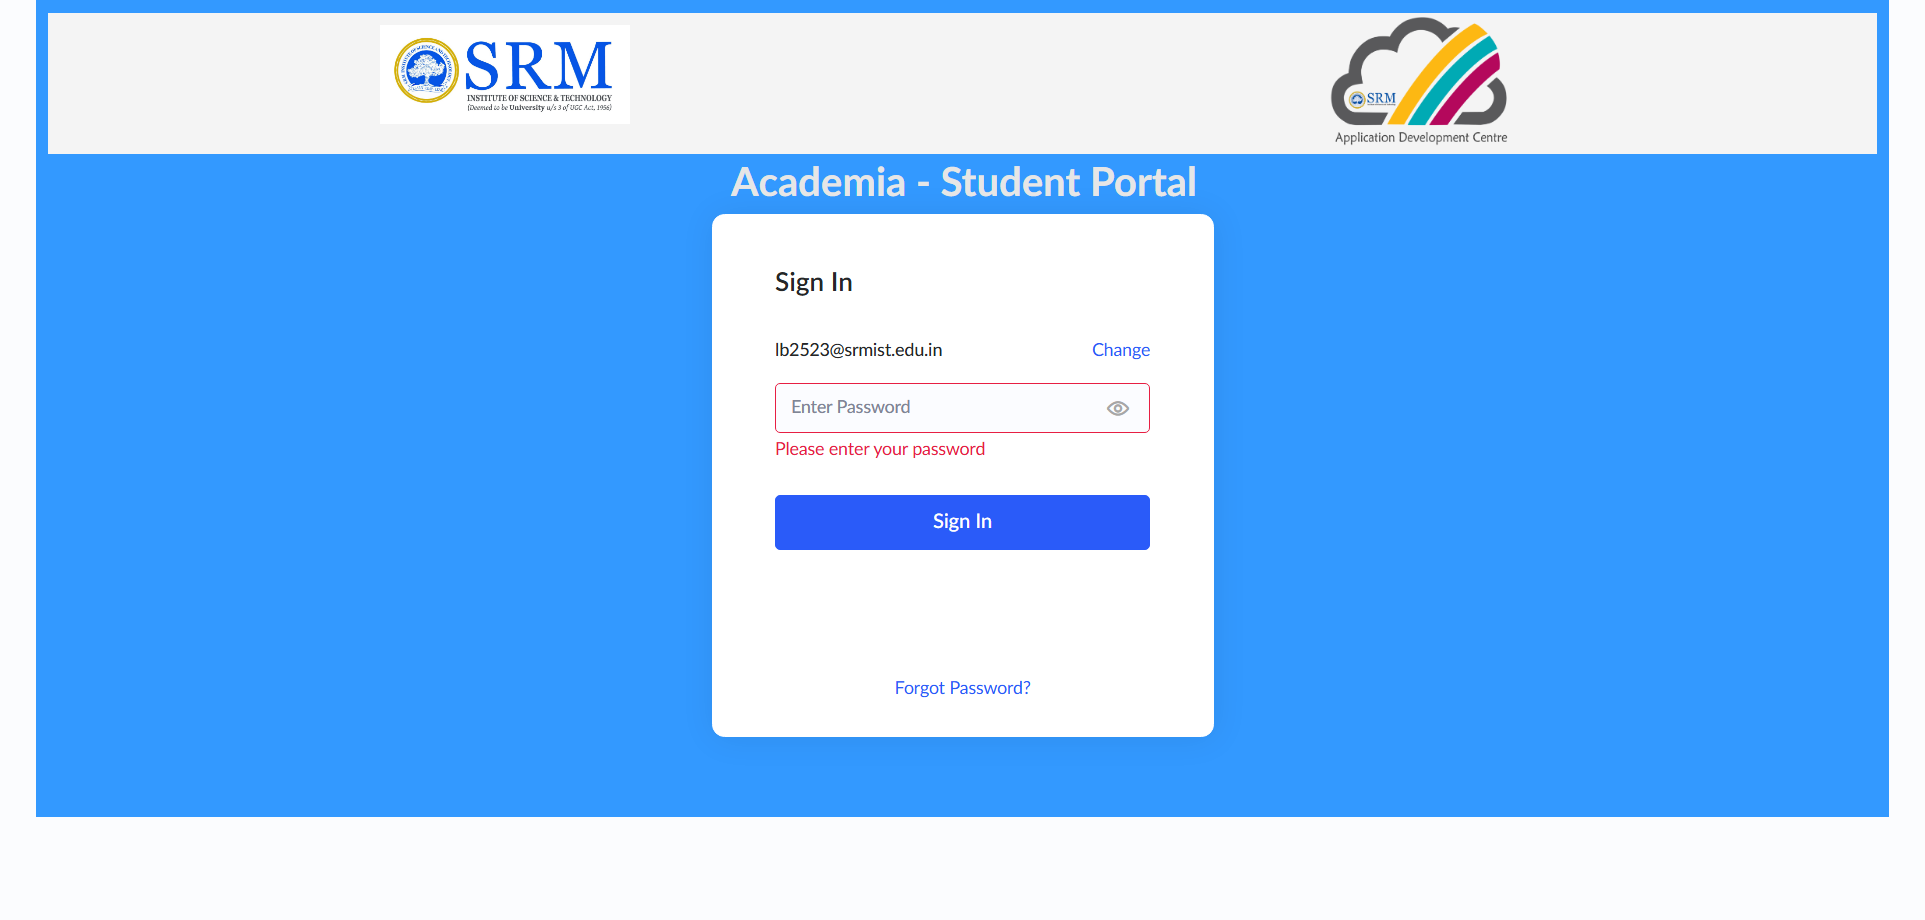 SRM
INSTITUTE OF SCIENCE & TECHNOLOGY
(Deemed to be University u/s 3 of UGC Act, 1956)
SRM
Application Development Centre
Academia - Student Portal
Sign In
lb2523@srmist.edu.in Change
Enter Password
Please enter your password
Sign In
Forgot Password?